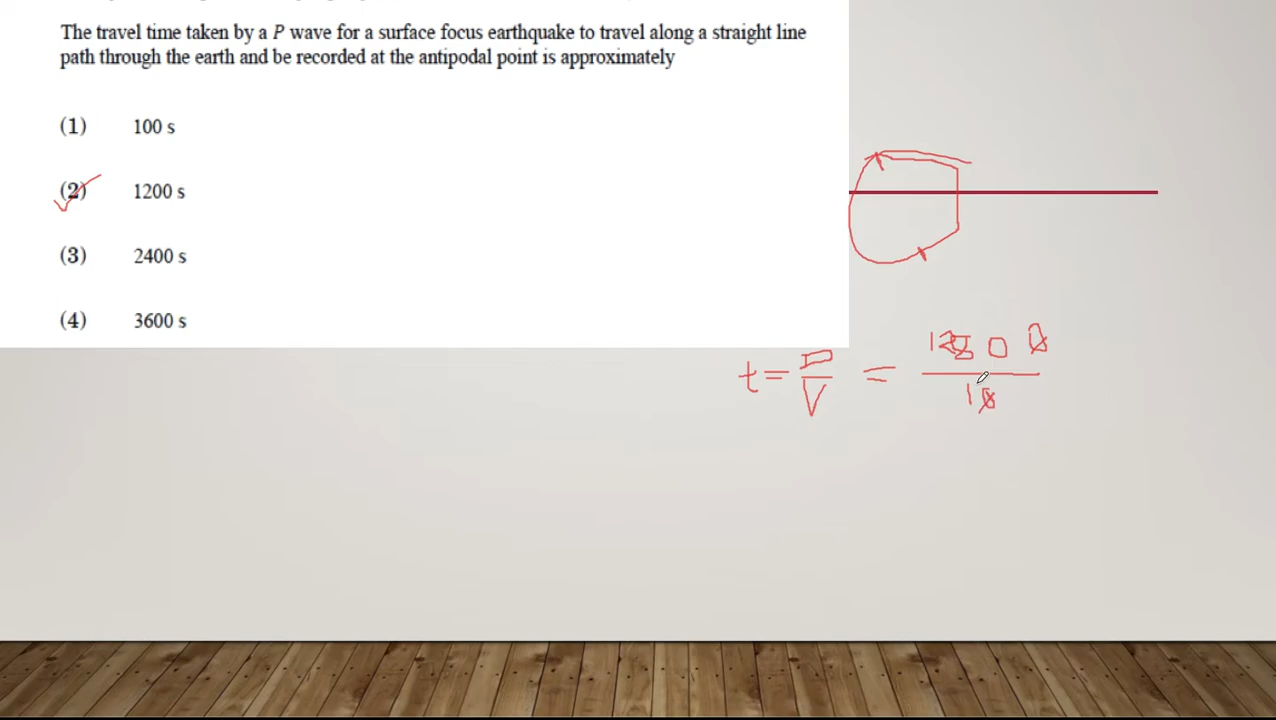 The travel time taken by a P wave for a surface focus earthquake to travel along a straight line
path through the earth and be recorded at the antipodal point is approximately
(1) 100 s
(2) 1200 s
(3) 2400 s
(4) 3600 s
t = D / V =
10